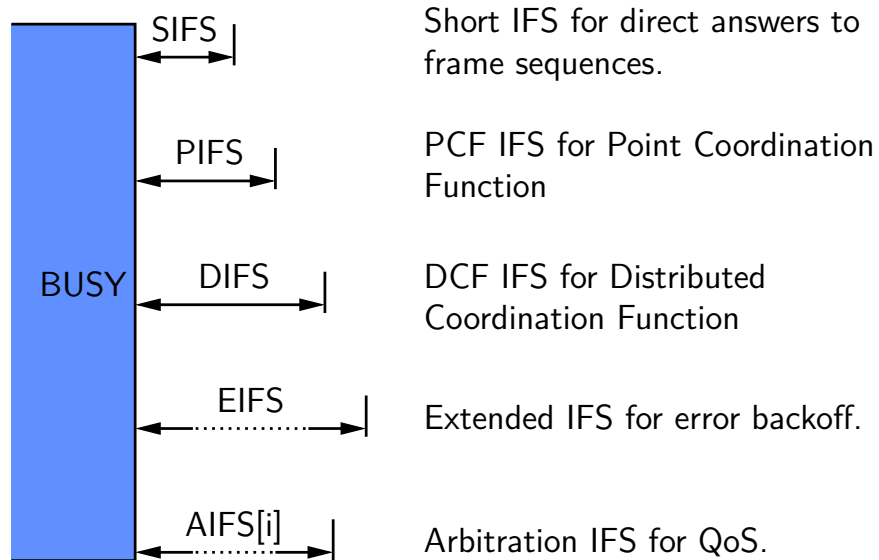 SIFS
Short IFS for direct answers to
frame sequences.
PIFS
PCF IFS for Point Coordination
Function
BUSY
DIFS
DCF IFS for Distributed
Coordination Function
EIFS
Extended IFS for error backoff.
AIFS[i]
Arbitration IFS for QoS.